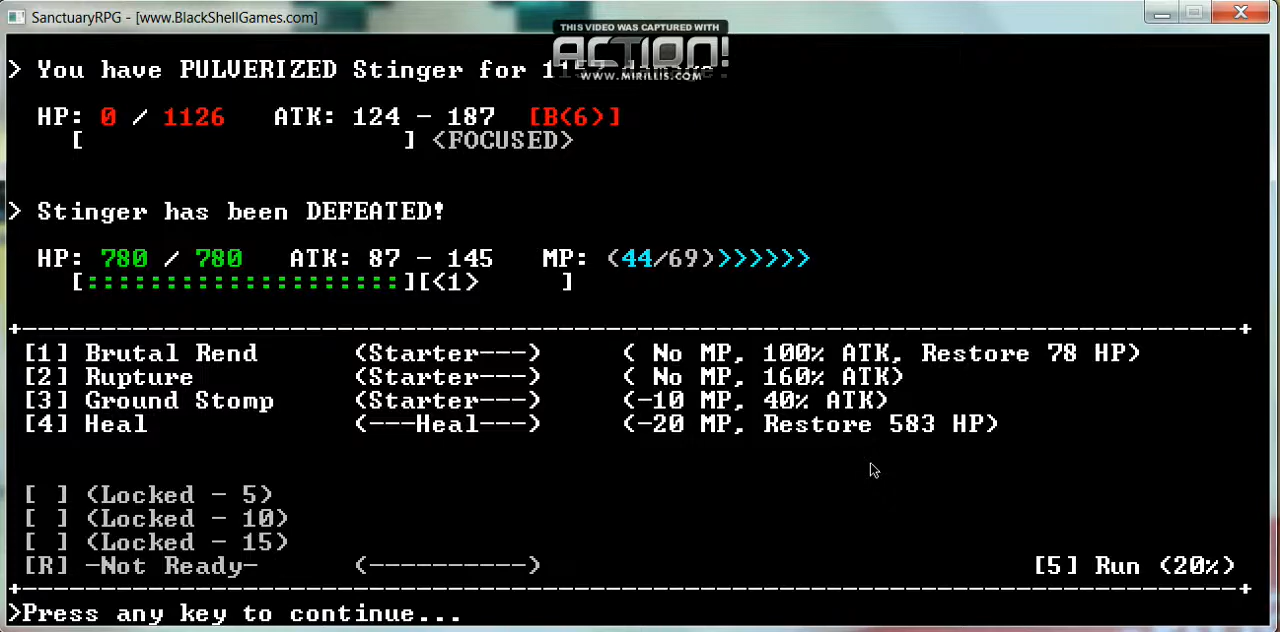 SanctuaryRPG - [www.BlackShellGames.com]
THIS VIDEO WAS CAPTURED WITH
ACTION!
WWW.MIRILLIS.COM
> You have PULVERIZED Stinger for
HP: 0 / 1126 ATK: 124 - 187 [B(6)]
[ ] <FOCUSED>
> Stinger has been DEFEATED!
HP: 780 / 780 ATK: 87 - 145 MP: (44/69)>>>>>>
[::::::::::::::::::::][<1> ]
[1] Brutal Rend (Starter---) ( No MP, 100% ATK, Restore 78 HP)
[2] Rupture (Starter---) ( No MP, 160% ATK)
[3] Ground Stomp (Starter---) (-10 MP, 40% ATK)
[4] Heal (---Heal---) (-20 MP, Restore 583 HP)
[ ] (Locked - 5)
[ ] (Locked - 10)
[ ] (Locked - 15)
[R] -Not Ready- (----------) [5] Run (20%)
>Press any key to continue...